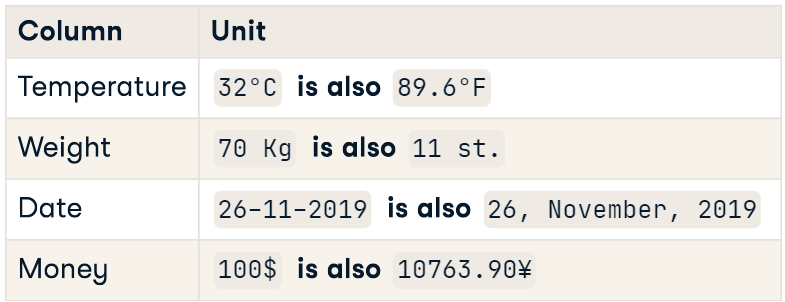 Column Unit
Temperature 32°C is also 89.6°F
Weight 70 Kg is also 11 st.
Date 26-11-2019 is also 26, November, 2019
Money 100$ is also 10763.90¥